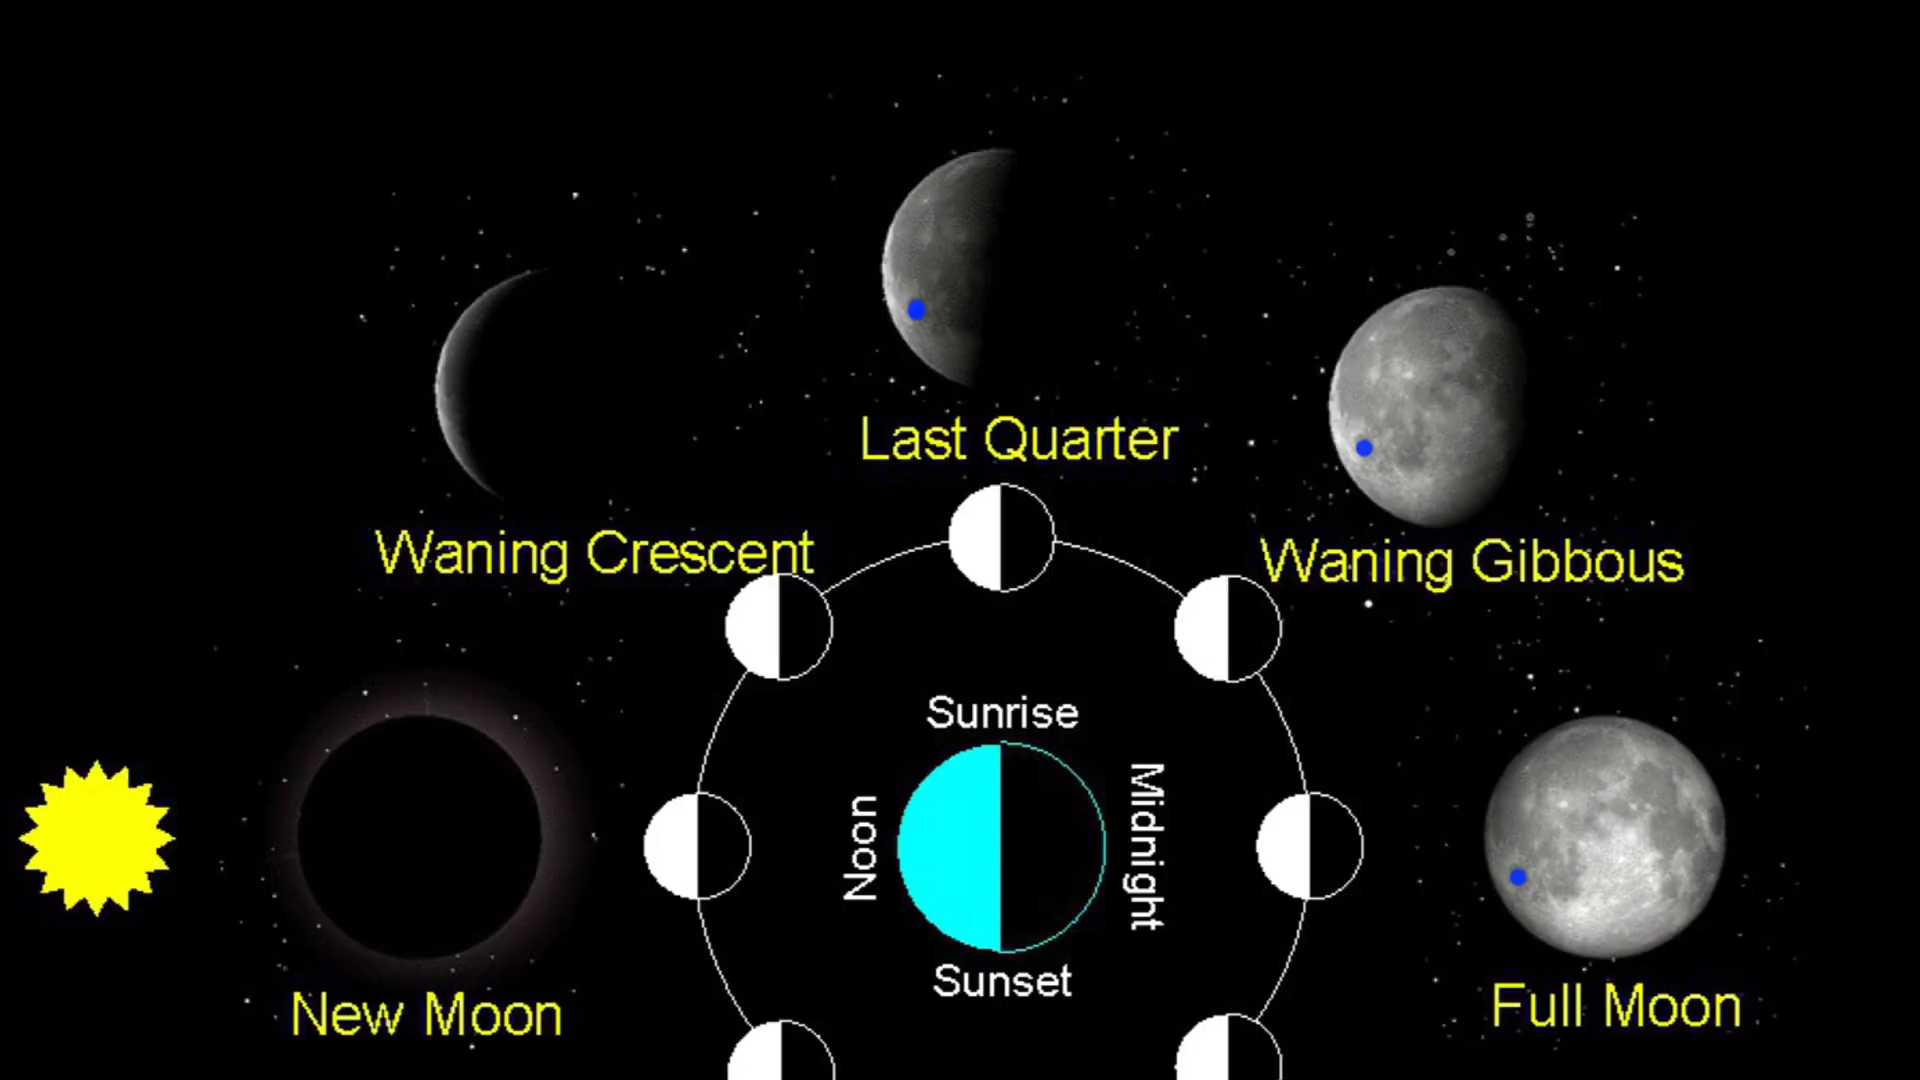 Last Quarter
Waning Crescent
Waning Gibbous
Sunrise
Noon
Midnight
Sunset
New Moon
Full Moon